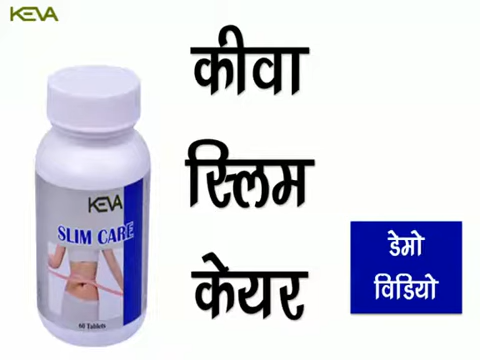 KEVA
कीवा
स्लिम
केयर
KEVA
SLIM CARE
60 Tablets
डेमो
विडियो